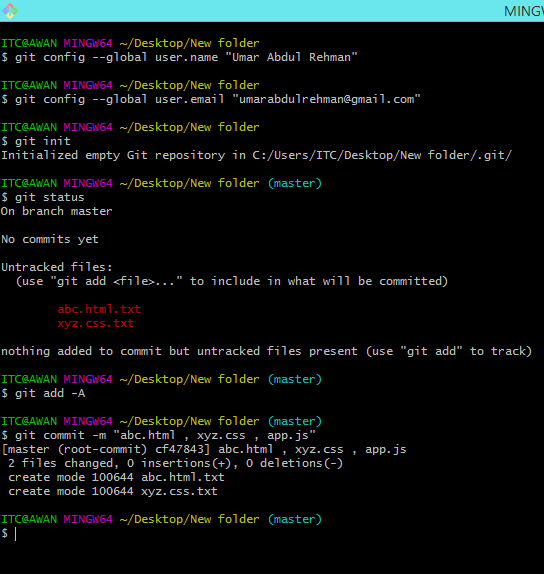 MINGW
ITC@AWAN MINGW64 ~/Desktop/New folder
$ git config --global user.name "Umar Abdul Rehman"
ITC@AWAN MINGW64 ~/Desktop/New folder
$ git config --global user.email "umarabdulrehman@gmail.com"
ITC@AWAN MINGW64 ~/Desktop/New folder
$ git init
Initialized empty Git repository in C:/Users/ITC/Desktop/New folder/.git/
ITC@AWAN MINGW64 ~/Desktop/New folder (master)
$ git status
On branch master
No commits yet
Untracked files:
  (use "git add <file>..." to include in what will be committed)
        abc.html.txt
        xyz.css.txt
nothing added to commit but untracked files present (use "git add" to track)
ITC@AWAN MINGW64 ~/Desktop/New folder (master)
$ git add -A
ITC@AWAN MINGW64 ~/Desktop/New folder (master)
$ git commit -m "abc.html , xyz.css , app.js"
[master (root-commit) cf47843] abc.html , xyz.css , app.js
 2 files changed, 0 insertions(+), 0 deletions(-)
 create mode 100644 abc.html.txt
 create mode 100644 xyz.css.txt
ITC@AWAN MINGW64 ~/Desktop/New folder (master)
$